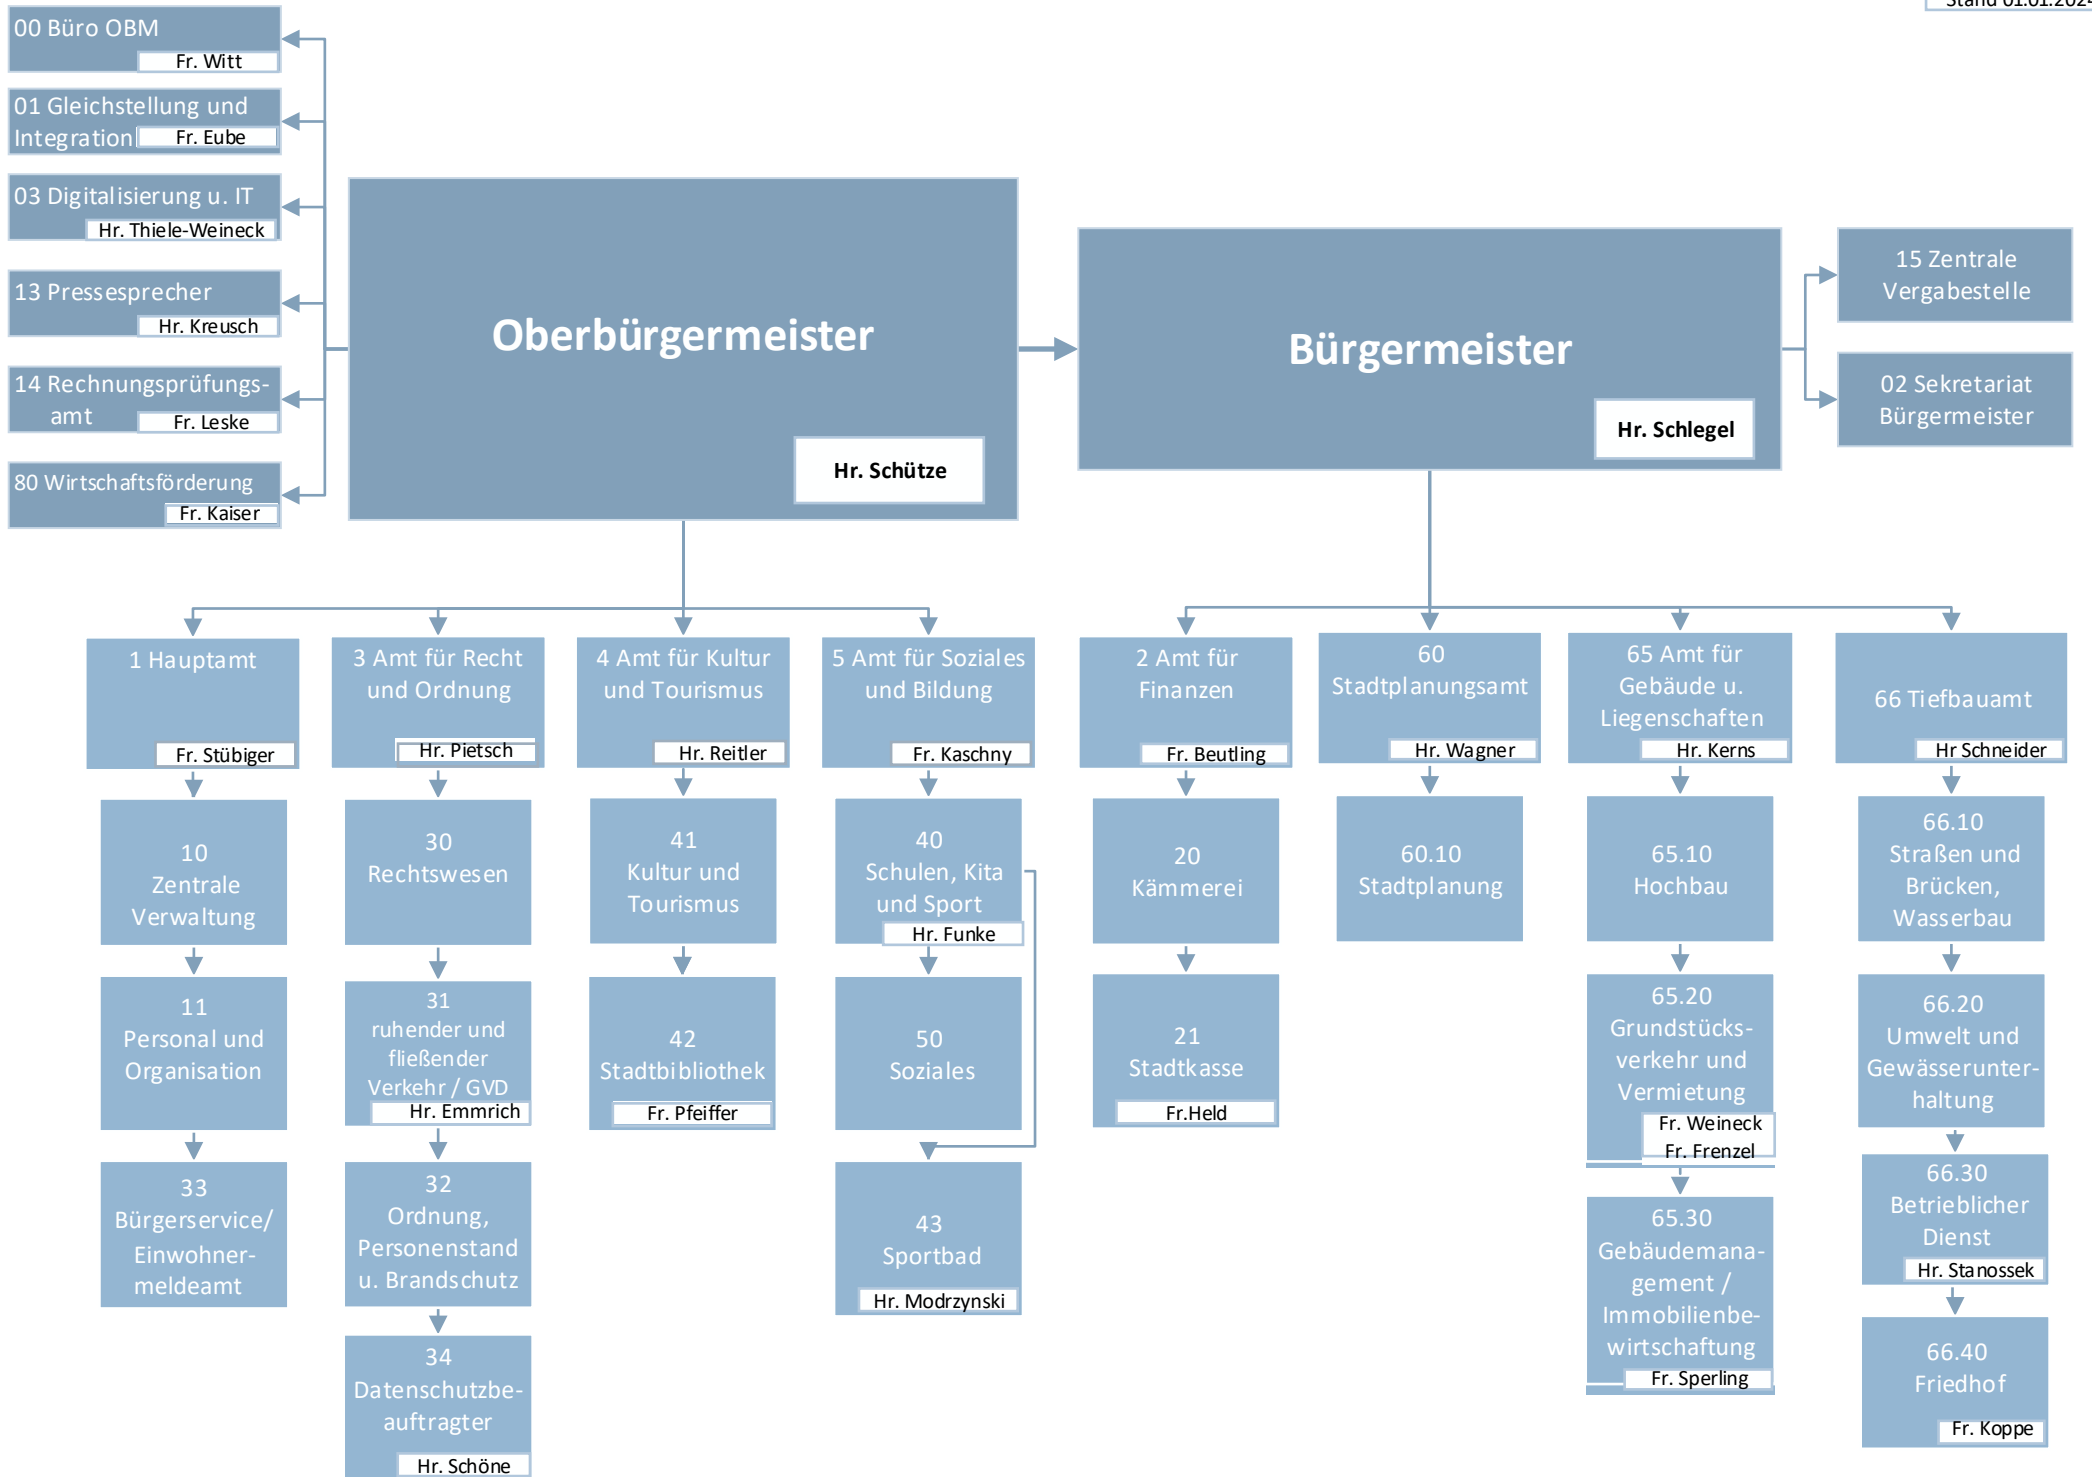 Stand 01.01.2024
00 Büro OBM
Fr. Witt
01 Gleichstellung und
Integration
Fr. Eube
03 Digitalisierung u. IT
Hr. Thiele-Weineck
13 Pressesprecher
Hr. Kreusch
14 Rechnungsprüfungs-
amt
Fr. Leske
80 Wirtschaftsförderung
Fr. Kaiser
Oberbürgermeister
Hr. Schütze
Bürgermeister
Hr. Schlegel
15 Zentrale
Vergabestelle
02 Sekretariat
Bürgermeister
1 Hauptamt
Fr. Stübiger
10
Zentrale
Verwaltung
11
Personal und
Organisation
33
Bürgerservice/
Einwohner-
meldeamt
3 Amt für Recht
und Ordnung
Hr. Pietsch
30
Rechtswesen
31
ruhender und
fließender
Verkehr / GVD
Hr. Emmrich
32
Ordnung,
Personenstand
u. Brandschutz
34
Datenschutzbe-
auftragter
Hr. Schöne
4 Amt für Kultur
und Tourismus
Hr. Reitler
41
Kultur und
Tourismus
42
Stadtbibliothek
Fr. Pfeiffer
5 Amt für Soziales
und Bildung
Fr. Kaschny
40
Schulen, Kita
und Sport
Hr. Funke
50
Soziales
43
Sportbad
Hr. Modrzynski
2 Amt für
Finanzen
Fr. Beutling
20
Kämmerei
21
Stadtkasse
Fr.Held
60
Stadtplanungsamt
Hr. Wagner
60.10
Stadtplanung
65 Amt für
Gebäude u.
Liegenschaften
Hr. Kerns
65.10
Hochbau
65.20
Grundstücks-
verkehr und
Vermietung
Fr. Weineck
Fr. Frenzel
65.30
Gebäudemana-
gement /
Immobilienbe-
wirtschaftung
Fr. Sperling
66 Tiefbauamt
Hr Schneider
66.10
Straßen und
Brücken,
Wasserbau
66.20
Umwelt und
Gewässerunter-
haltung
66.30
Betrieblicher
Dienst
Hr. Stanossek
66.40
Friedhof
Fr. Koppe